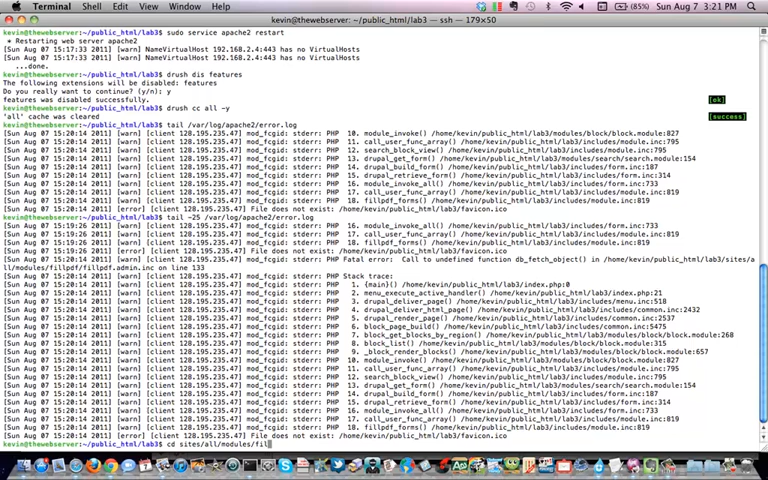 Terminal Shell Edit View Window Help (85%) Sun Aug 7 3:21 PM
kevin@thewebserver: ~/public_html/lab3 — ssh — 179×50
kevin@thewebserver:~/public_html/lab3$ sudo service apache2 restart
* Restarting web server apache2
[Sun Aug 07 15:17:33 2011] [warn] NameVirtualHost 192.168.2.4:443 has no VirtualHosts
[Sun Aug 07 15:17:33 2011] [warn] NameVirtualHost 192.168.2.4:443 has no VirtualHosts
...done.
kevin@thewebserver:~/public_html/lab3$ drush dis features
The following extensions will be disabled: features
Do you really want to continue? (y/n): y
features was disabled successfully. [ok]
kevin@thewebserver:~/public_html/lab3$ drush cc all -y
'all' cache was cleared [success]
kevin@thewebserver:~/public_html/lab3$ tail /var/log/apache2/error.log
[Sun Aug 07 15:20:14 2011] [warn] [client 128.195.235.47] mod_fcgid: stderr: PHP 10. module_invoke() /home/kevin/public_html/lab3/modules/block/block.module:827
[Sun Aug 07 15:20:14 2011] [warn] [client 128.195.235.47] mod_fcgid: stderr: PHP 11. call_user_func_array() /home/kevin/public_html/lab3/includes/module.inc:795
[Sun Aug 07 15:20:14 2011] [warn] [client 128.195.235.47] mod_fcgid: stderr: PHP 12. search_block_view() /home/kevin/public_html/lab3/includes/module.inc:795
[Sun Aug 07 15:20:14 2011] [warn] [client 128.195.235.47] mod_fcgid: stderr: PHP 13. drupal_get_form() /home/kevin/public_html/lab3/modules/search/search.module:154
[Sun Aug 07 15:20:14 2011] [warn] [client 128.195.235.47] mod_fcgid: stderr: PHP 14. drupal_build_form() /home/kevin/public_html/lab3/includes/form.inc:187
[Sun Aug 07 15:20:14 2011] [warn] [client 128.195.235.47] mod_fcgid: stderr: PHP 15. drupal_retrieve_form() /home/kevin/public_html/lab3/includes/form.inc:314
[Sun Aug 07 15:20:14 2011] [warn] [client 128.195.235.47] mod_fcgid: stderr: PHP 16. module_invoke_all() /home/kevin/public_html/lab3/includes/form.inc:733
[Sun Aug 07 15:20:14 2011] [warn] [client 128.195.235.47] mod_fcgid: stderr: PHP 17. call_user_func_array() /home/kevin/public_html/lab3/includes/module.inc:819
[Sun Aug 07 15:20:14 2011] [warn] [client 128.195.235.47] mod_fcgid: stderr: PHP 18. fillpdf_forms() /home/kevin/public_html/lab3/includes/module.inc:819
[Sun Aug 07 15:20:14 2011] [error] [client 128.195.235.47] File does not exist: /home/kevin/public_html/lab3/favicon.ico
kevin@thewebserver:~/public_html/lab3$ tail -25 /var/log/apache2/error.log
[Sun Aug 07 15:19:26 2011] [warn] [client 128.195.235.47] mod_fcgid: stderr: PHP 16. module_invoke_all() /home/kevin/public_html/lab3/includes/form.inc:733
[Sun Aug 07 15:19:26 2011] [warn] [client 128.195.235.47] mod_fcgid: stderr: PHP 17. call_user_func_array() /home/kevin/public_html/lab3/includes/module.inc:819
[Sun Aug 07 15:19:26 2011] [warn] [client 128.195.235.47] mod_fcgid: stderr: PHP 18. fillpdf_forms() /home/kevin/public_html/lab3/includes/module.inc:819
[Sun Aug 07 15:19:26 2011] [error] [client 128.195.235.47] File does not exist: /home/kevin/public_html/lab3/favicon.ico
[Sun Aug 07 15:20:14 2011] [warn] [client 128.195.235.47] mod_fcgid: stderr: PHP Fatal error: Call to undefined function db_fetch_object() in /home/kevin/public_html/lab3/sites/a
ll/modules/fillpdf/fillpdf.admin.inc on line 133
[Sun Aug 07 15:20:14 2011] [warn] [client 128.195.235.47] mod_fcgid: stderr: PHP Stack trace:
[Sun Aug 07 15:20:14 2011] [warn] [client 128.195.235.47] mod_fcgid: stderr: PHP 1. {main}() /home/kevin/public_html/lab3/index.php:0
[Sun Aug 07 15:20:14 2011] [warn] [client 128.195.235.47] mod_fcgid: stderr: PHP 2. menu_execute_active_handler() /home/kevin/public_html/lab3/index.php:21
[Sun Aug 07 15:20:14 2011] [warn] [client 128.195.235.47] mod_fcgid: stderr: PHP 3. drupal_deliver_page() /home/kevin/public_html/lab3/includes/menu.inc:518
[Sun Aug 07 15:20:14 2011] [warn] [client 128.195.235.47] mod_fcgid: stderr: PHP 4. drupal_deliver_html_page() /home/kevin/public_html/lab3/includes/common.inc:2432
[Sun Aug 07 15:20:14 2011] [warn] [client 128.195.235.47] mod_fcgid: stderr: PHP 5. drupal_render_page() /home/kevin/public_html/lab3/includes/common.inc:2537
[Sun Aug 07 15:20:14 2011] [warn] [client 128.195.235.47] mod_fcgid: stderr: PHP 6. block_page_build() /home/kevin/public_html/lab3/includes/common.inc:5475
[Sun Aug 07 15:20:14 2011] [warn] [client 128.195.235.47] mod_fcgid: stderr: PHP 7. block_get_blocks_by_region() /home/kevin/public_html/lab3/modules/block/block.module:268
[Sun Aug 07 15:20:14 2011] [warn] [client 128.195.235.47] mod_fcgid: stderr: PHP 8. block_list() /home/kevin/public_html/lab3/modules/block/block.module:315
[Sun Aug 07 15:20:14 2011] [warn] [client 128.195.235.47] mod_fcgid: stderr: PHP 9. _block_render_blocks() /home/kevin/public_html/lab3/modules/block/block.module:657
[Sun Aug 07 15:20:14 2011] [warn] [client 128.195.235.47] mod_fcgid: stderr: PHP 10. module_invoke() /home/kevin/public_html/lab3/modules/block/block.module:827
[Sun Aug 07 15:20:14 2011] [warn] [client 128.195.235.47] mod_fcgid: stderr: PHP 11. call_user_func_array() /home/kevin/public_html/lab3/includes/module.inc:795
[Sun Aug 07 15:20:14 2011] [warn] [client 128.195.235.47] mod_fcgid: stderr: PHP 12. search_block_view() /home/kevin/public_html/lab3/includes/module.inc:795
[Sun Aug 07 15:20:14 2011] [warn] [client 128.195.235.47] mod_fcgid: stderr: PHP 13. drupal_get_form() /home/kevin/public_html/lab3/modules/search/search.module:154
[Sun Aug 07 15:20:14 2011] [warn] [client 128.195.235.47] mod_fcgid: stderr: PHP 14. drupal_build_form() /home/kevin/public_html/lab3/includes/form.inc:187
[Sun Aug 07 15:20:14 2011] [warn] [client 128.195.235.47] mod_fcgid: stderr: PHP 15. drupal_retrieve_form() /home/kevin/public_html/lab3/includes/form.inc:314
[Sun Aug 07 15:20:14 2011] [warn] [client 128.195.235.47] mod_fcgid: stderr: PHP 16. module_invoke_all() /home/kevin/public_html/lab3/includes/form.inc:733
[Sun Aug 07 15:20:14 2011] [warn] [client 128.195.235.47] mod_fcgid: stderr: PHP 17. call_user_func_array() /home/kevin/public_html/lab3/includes/module.inc:819
[Sun Aug 07 15:20:14 2011] [warn] [client 128.195.235.47] mod_fcgid: stderr: PHP 18. fillpdf_forms() /home/kevin/public_html/lab3/includes/module.inc:819
[Sun Aug 07 15:20:14 2011] [error] [client 128.195.235.47] File does not exist: /home/kevin/public_html/lab3/favicon.ico
kevin@thewebserver:~/public_html/lab3$ cd sites/all/modules/fil